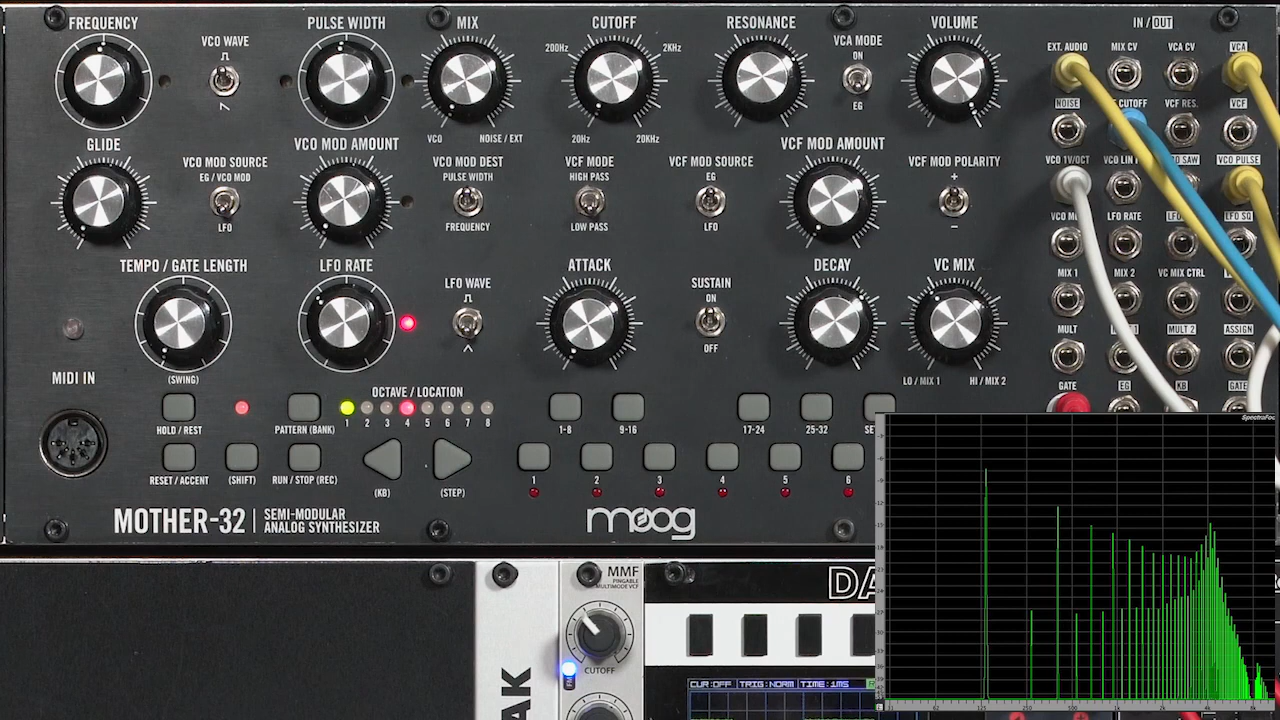 FREQUENCY
PULSE WIDTH
MIX
CUTOFF
RESONANCE
VOLUME
IN / OUT
VCO WAVE
200Hz
2KHz
VCA MODE
ON
EXT. AUDIO
MIX CV
VCA CV
VCA
VCO
NOISE / EXT
20Hz
20KHz
EG
NOISE
CUTOFF
VCF RES.
VCF
GLIDE
VCO MOD AMOUNT
VCF MOD AMOUNT
VCO MOD SOURCE
EG / VCO MOD
VCO MOD DEST
PULSE WIDTH
VCF MODE
HIGH PASS
VCF MOD SOURCE
EG
VCF MOD POLARITY
+
VCO 1V/OCT
VCO LIN
SAW
VCO PULSE
LFO
FREQUENCY
LOW PASS
LFO
−
VCO
LFO RATE
LFO
LFO SQ
TEMPO / GATE LENGTH
LFO RATE
ATTACK
DECAY
VC MIX
LFO WAVE
SUSTAIN
ON
MIX 1
MIX 2
VC MIX CTRL
OFF
MULT
MULT 2
ASSIGN
(SWING)
LO / MIX 1
HI / MIX 2
MIDI IN
OCTAVE / LOCATION
GATE
EG
KB
GATE
1 2 3 4 5 6 7 8
HOLD / REST
PATTERN (BANK)
1-8
9-16
17-24
25-32
SE
RESET / ACCENT
(SHIFT)
RUN / STOP (REC)
(KB)
(STEP)
1
2
3
4
5
6
MOTHER-32
SEMI-MODULAR
ANALOG SYNTHESIZER
moog
MMF
PINGABLE
MULTIMODE VCF
DA
CUTOFF
AK
CUR:OFF
TRIG:NORM
TIME:1MS